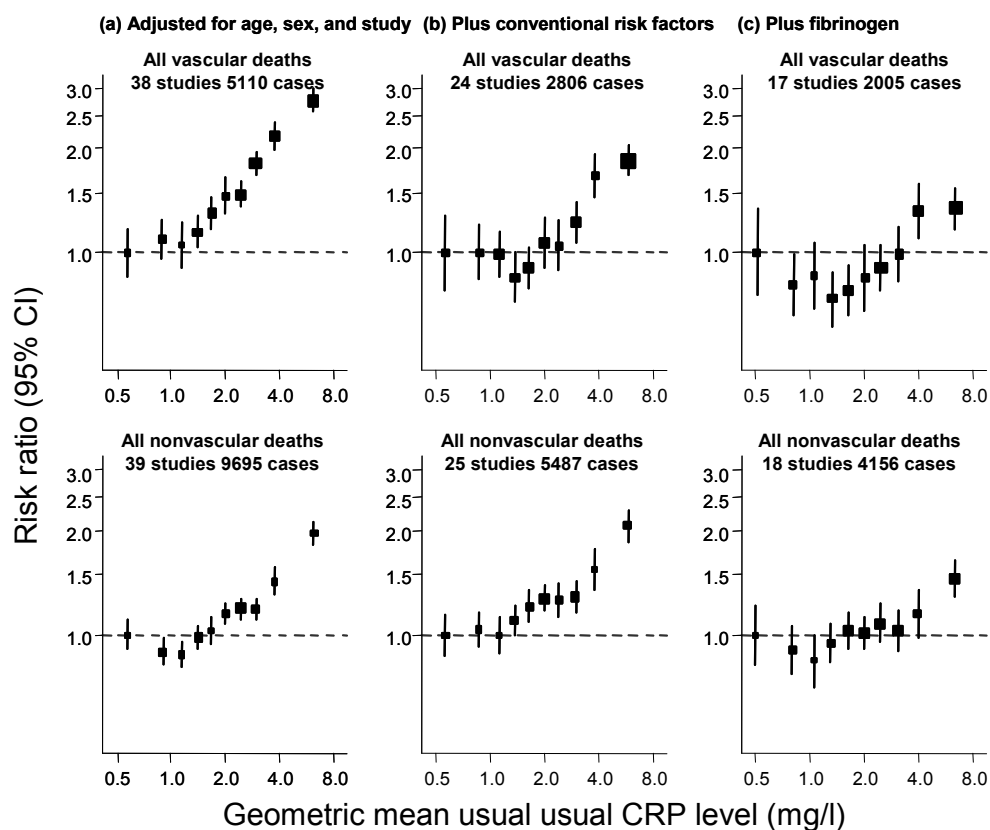 (a) Adjusted for age, sex, and study (b) Plus conventional risk factors (c) Plus fibrinogen
All vascular deaths
38 studies 5110 cases
3.0
2.5
2.0
1.5
1.0
0.5 1.0 2.0 4.0 8.0
All vascular deaths
24 studies 2806 cases
3.0
2.5
2.0
1.5
1.0
0.5 1.0 2.0 4.0 8.0
All vascular deaths
17 studies 2005 cases
3.0
2.5
2.0
1.5
1.0
0.5 1.0 2.0 4.0 8.0
Risk ratio (95% CI)
All nonvascular deaths
39 studies 9695 cases
3.0
2.5
2.0
1.5
1.0
0.5 1.0 2.0 4.0 8.0
All nonvascular deaths
25 studies 5487 cases
3.0
2.5
2.0
1.5
1.0
0.5 1.0 2.0 4.0 8.0
All nonvascular deaths
18 studies 4156 cases
3.0
2.5
2.0
1.5
1.0
0.5 1.0 2.0 4.0 8.0
Geometric mean usual usual CRP level (mg/l)